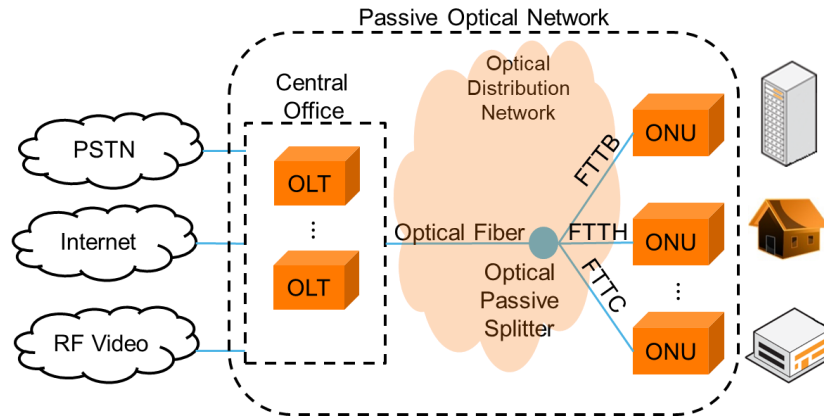 Passive Optical Network
Central
Office
Optical
Distribution
Network
PSTN
Internet
RF Video
OLT
...
OLT
Optical Fiber
Optical
Passive
Splitter
FTTB
FTTH
FTTC
ONU
ONU
...
ONU